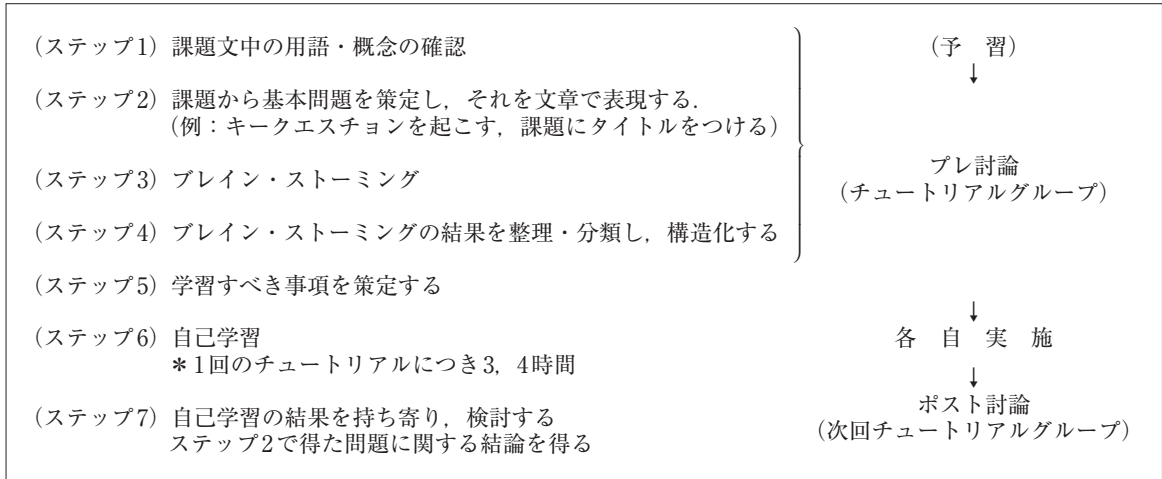 (ステップ1) 課題文中の用語・概念の確認
(ステップ2) 課題から基本問題を策定し,それを文章で表現する.
(例:キークエスチョンを起こす,課題にタイトルをつける)
(ステップ3) ブレイン・ストーミング
(ステップ4) ブレイン・ストーミングの結果を整理・分類し,構造化する
(ステップ5) 学習すべき事項を策定する
(ステップ6) 自己学習
*1回のチュートリアルにつき3,4時間
(ステップ7) 自己学習の結果を持ち寄り,検討する
ステップ2で得た問題に関する結論を得る
(予 習)
↓
プレ討論
(チュートリアルグループ)
↓
各 自 実 施
↓
ポスト討論
(次回チュートリアルグループ)